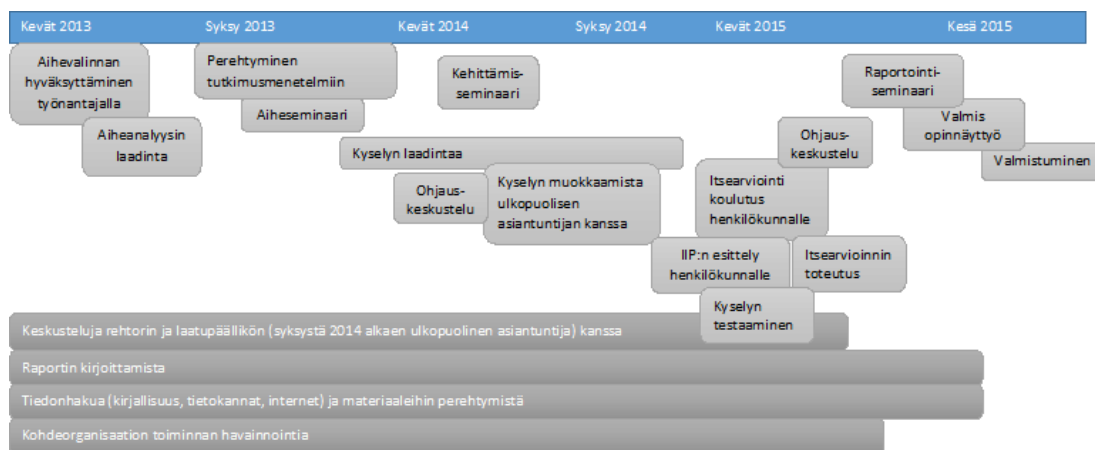 Kevät 2013
Syksy 2013
Kevät 2014
Syksy 2014
Kevät 2015
Kesä 2015
Aihevalinnan
hyväksyttäminen
työnantajalla
Perehtyminen
tutkimusmenetelmiin
Kehittämis-
seminaari
Raportointi-
seminaari
Aiheanalyysin
laadinta
Aiheseminaari
Ohjaus-
keskustelu
Valmis
opinnäyttyö
Valmistuminen
Kyselyn laadintaa
Ohjaus-
keskustelu
Kyselyn muokkaamista
ulkopuolisen
asiantuntijan kanssa
Itsearviointi
koulutus
henkilökunnalle
IIP:n esittely
henkilökunnalle
Itsearvioinnin
toteutus
Kyselyn
testaaminen
Keskusteluja rehtorin ja laatupäällikön (syksystä 2014 alkaen ulkopuolinen asiantuntija) kanssa
Raportin kirjoittamista
Tiedonhakua (kirjallisuus, tietokannat, internet) ja materiaaleihin perehtymistä
Kohdeorganisaation toiminnan havainnointia